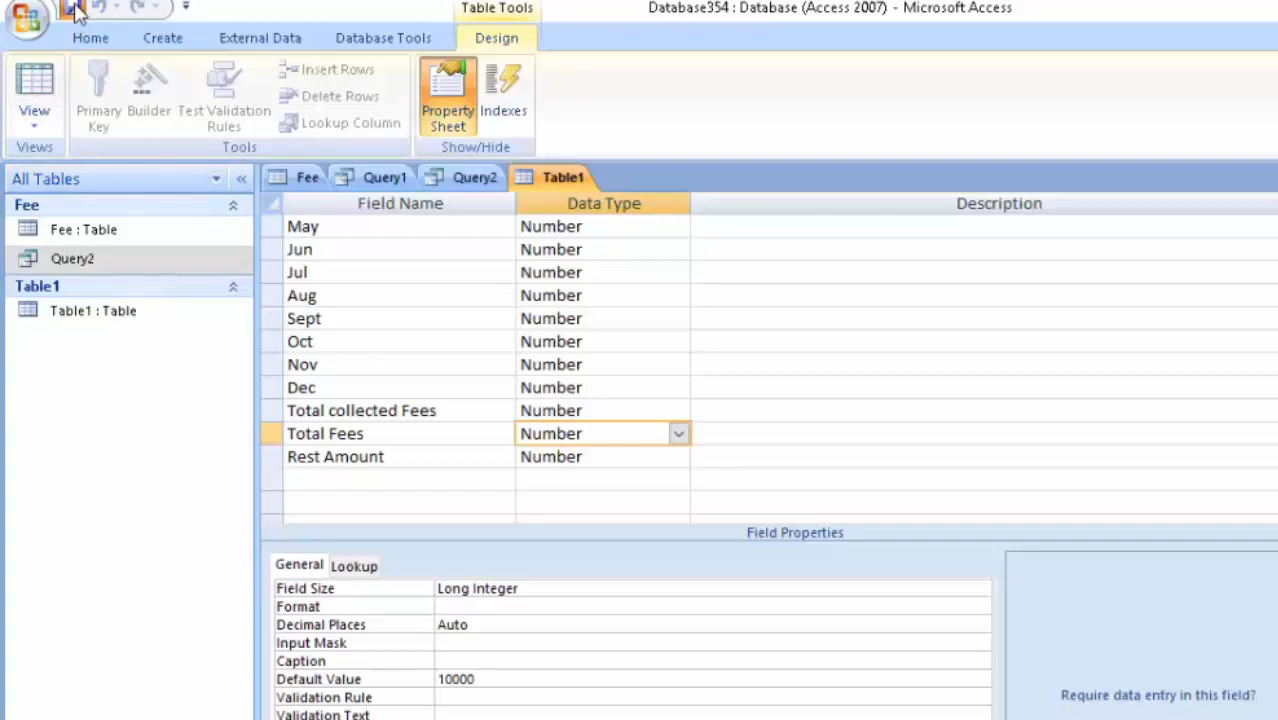 Table Tools
Database354 : Database (Access 2007) - Microsoft Access
Home Create External Data Database Tools Design
View
Primary Key
Builder
Test Validation Rules
Insert Rows
Delete Rows
Lookup Column
Property Sheet
Indexes
Views
Tools
Show/Hide
All Tables «
Fee Query1 Query2 Table1
Fee
Fee : Table
Query2
Table1
Table1 : Table
Field Name Data Type Description
May Number
Jun Number
Jul Number
Aug Number
Sept Number
Oct Number
Nov Number
Dec Number
Total collected Fees Number
Total Fees Number
Rest Amount Number
Field Properties
General Lookup
Field Size Long Integer
Format
Decimal Places Auto
Input Mask
Caption
Default Value 10000
Validation Rule
Validation Text
Require data entry in this field?